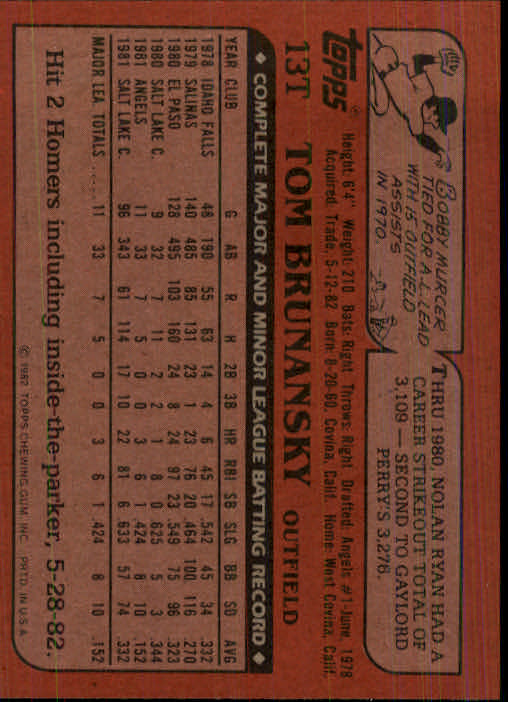 BOBBY MURCER
TIED FOR A-L-LEAD
WITH 15 OUTFIELD
ASSISTS
IN 1970.
THRU 1980, NOLAN RYAN HAD A
CAREER STRIKEOUT TOTAL OF
3,109 — SECOND TO GAYLORD
PERRY'S 3,276.
Topps
Height: 6'4" Weight: 210 Bats: Right Throws: Right Drafted: Angels #1-June, 1978
Acquired: Trade, 5-12-82 Born: 8-20-60, Covina, Calif. Home: West Covina, Calif.
13T TOM BRUNANSKY OUTFIELD
◆ COMPLETE MAJOR AND MINOR LEAGUE BATTING RECORD ◆
YEAR CLUB G AB R H 2B 3B HR RBI SB SLG BB SO AVG
1978 IDAHO FALLS 48 190 55 63 14 4 6 45 17 .542 45 34 .332
1979 SALINAS 140 485 85 131 23 1 23 76 20 .464 100 116 .270
1980 EL PASO 128 495 103 160 24 8 24 97 23 .549 75 96 .323
1980 SALT LAKE C. 9 32 7 11 2 2 1 8 0 .625 5 3 .344
1981 ANGELS 11 33 7 5 0 0 3 6 1 .424 8 10 .152
1981 SALT LAKE C. 96 343 61 114 17 10 22 81 6 .633 57 74 .332
MAJOR LEA. TOTALS ..... 11 33 7 5 0 0 3 6 1 .424 8 10 .152
Hit 2 Homers including inside-the-parker, 5-28-82.
© 1982 TOPPS CHEWING GUM, INC. PRTD. IN U.S.A.